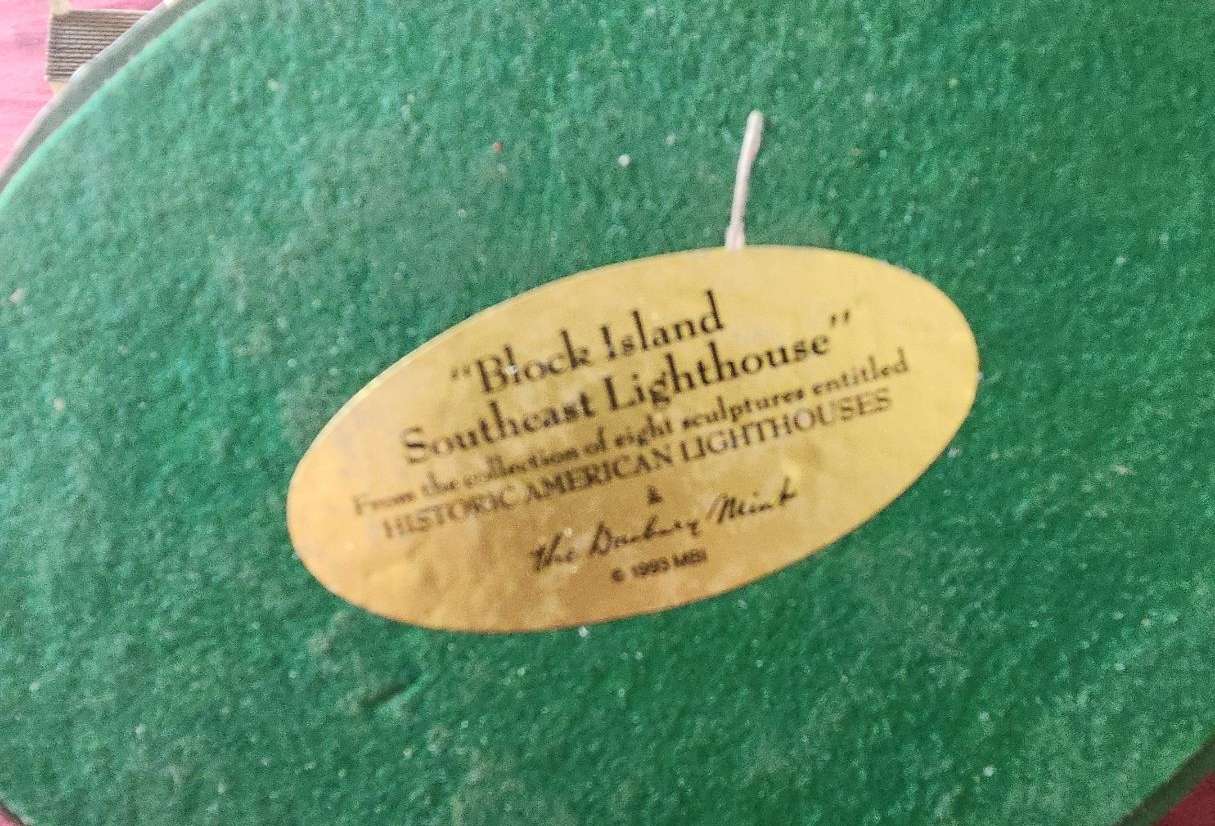 "Block Island
Southeast Lighthouse"
From the collection of eight sculptures entitled
HISTORIC AMERICAN LIGHTHOUSES
the Danbury Mint
© 1993 MBI